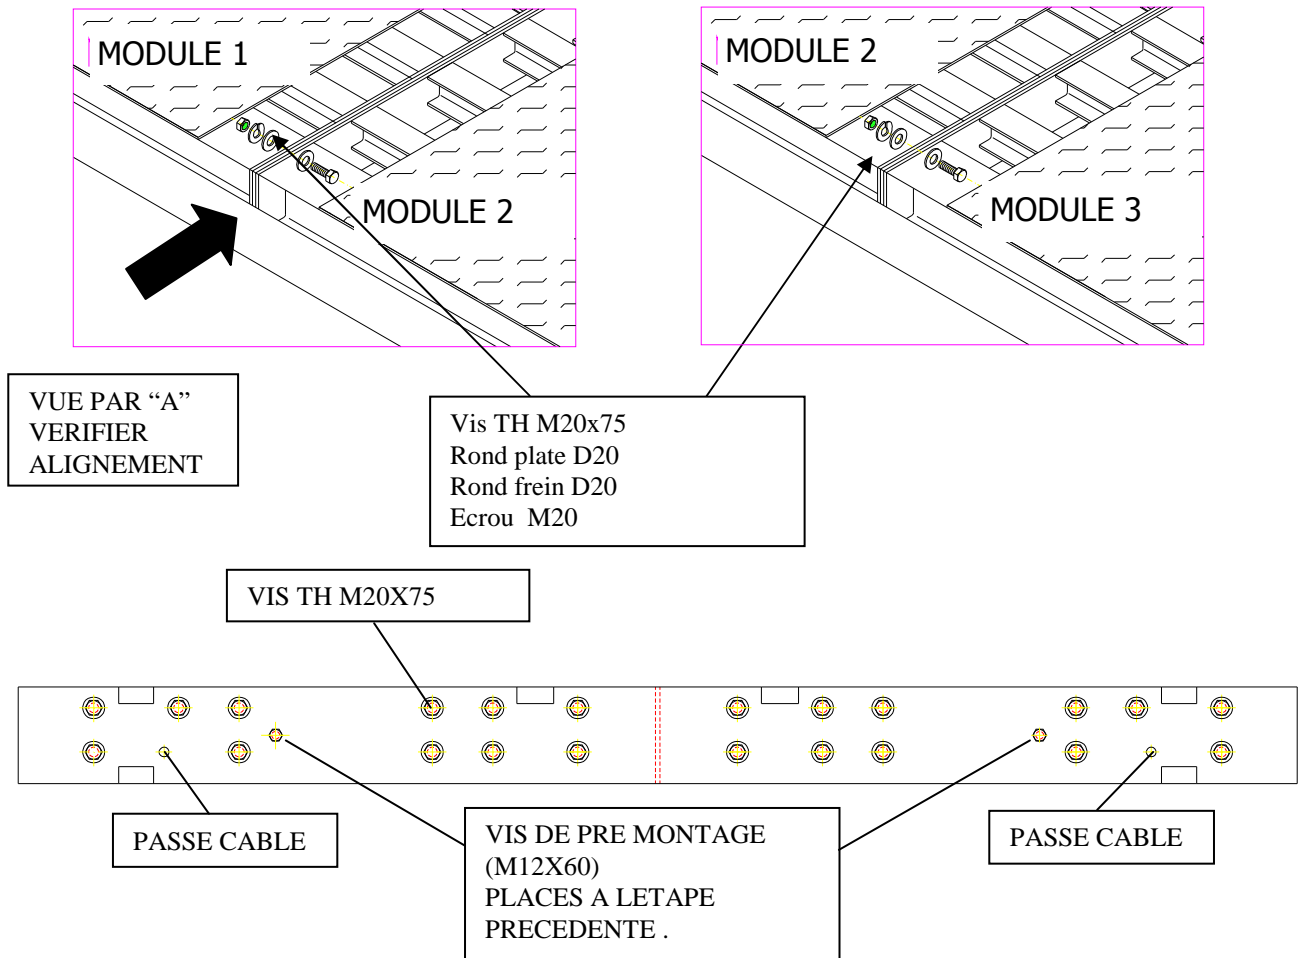 MODULE 1
MODULE 2
MODULE 2
MODULE 3
VUE PAR “A”
VERIFIER
ALIGNEMENT
Vis TH M20x75
Rond plate D20
Rond frein D20
Ecrou M20
VIS TH M20X75
PASSE CABLE
VIS DE PRE MONTAGE
(M12X60)
PLACES A LETAPE
PRECEDENTE .
PASSE CABLE